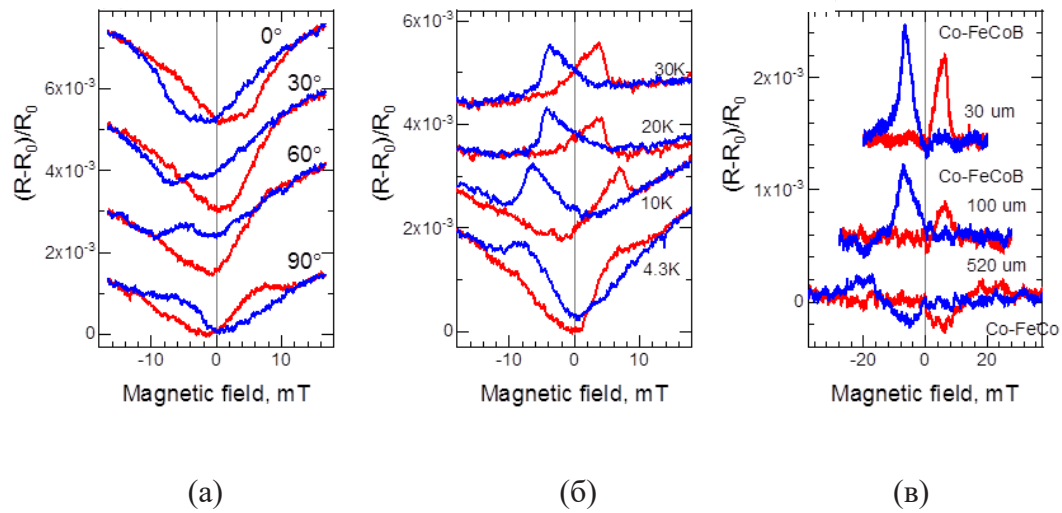 (R-R₀)/R₀
6x10⁻³
4x10⁻³
2x10⁻³
0
0°
30°
60°
90°
-10
0
10
Magnetic field, mT
(а)
(R-R₀)/R₀
6x10⁻³
4x10⁻³
2x10⁻³
0
30K
20K
10K
4.3K
-10
0
10
Magnetic field, mT
(б)
(R-R₀)/R₀
2x10⁻³
1x10⁻³
0
Co-FeCoB
30 um
Co-FeCoB
100 um
520 um
Co-FeCo
-20
0
20
Magnetic field, mT
(в)